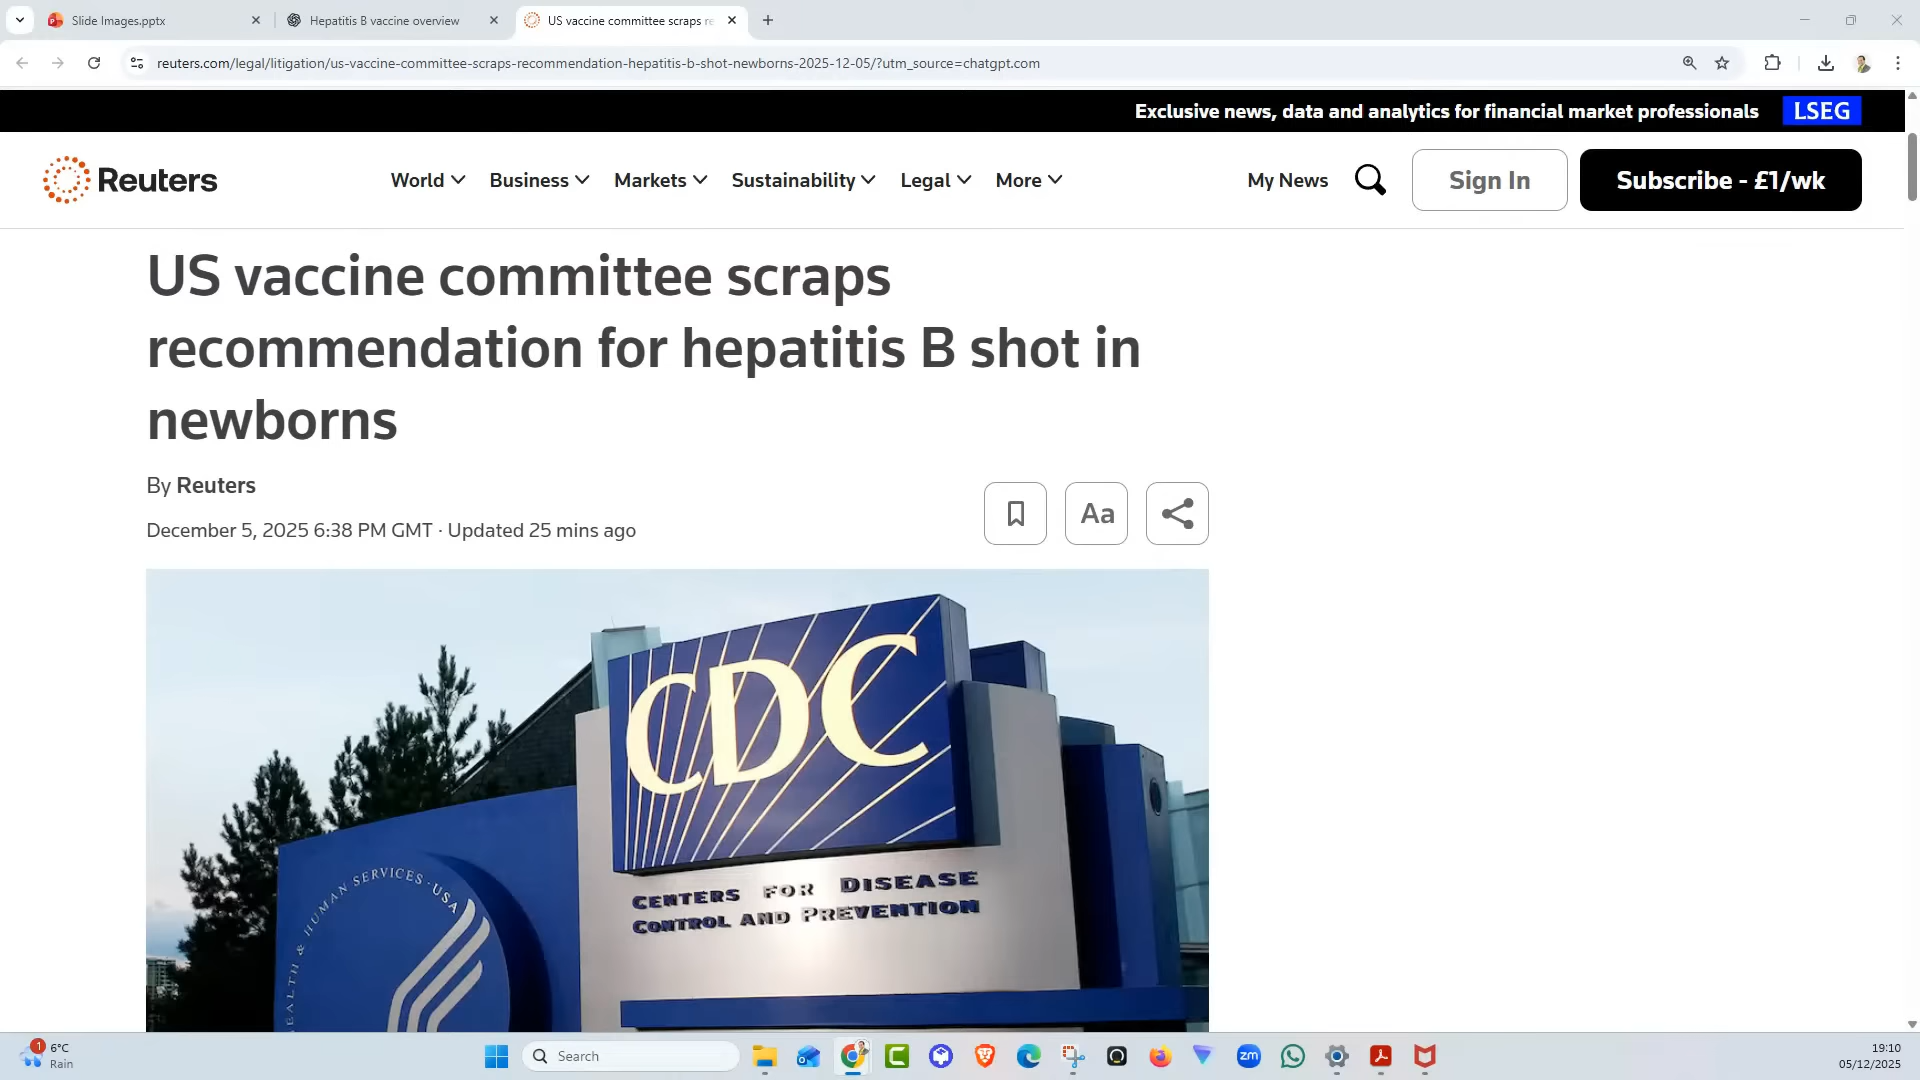 Slide Images.pptx
Hepatitis B vaccine overview
US vaccine committee scraps re
reuters.com/legal/litigation/us-vaccine-committee-scraps-recommendation-hepatitis-b-shot-newborns-2025-12-05/?utm_source=chatgpt.com
Exclusive news, data and analytics for financial market professionals LSEG
Reuters World Business Markets Sustainability Legal More My News Sign In Subscribe - £1/wk
US vaccine committee scraps
recommendation for hepatitis B shot in
newborns
By Reuters
Aa
December 5, 2025 6:38 PM GMT · Updated 25 mins ago
CDC
CENTERS FOR DISEASE
CONTROL AND PREVENTION
HEALTH & HUMAN SERVICES · USA
1
6°C
Rain
Search
zm
19:10
05/12/2025